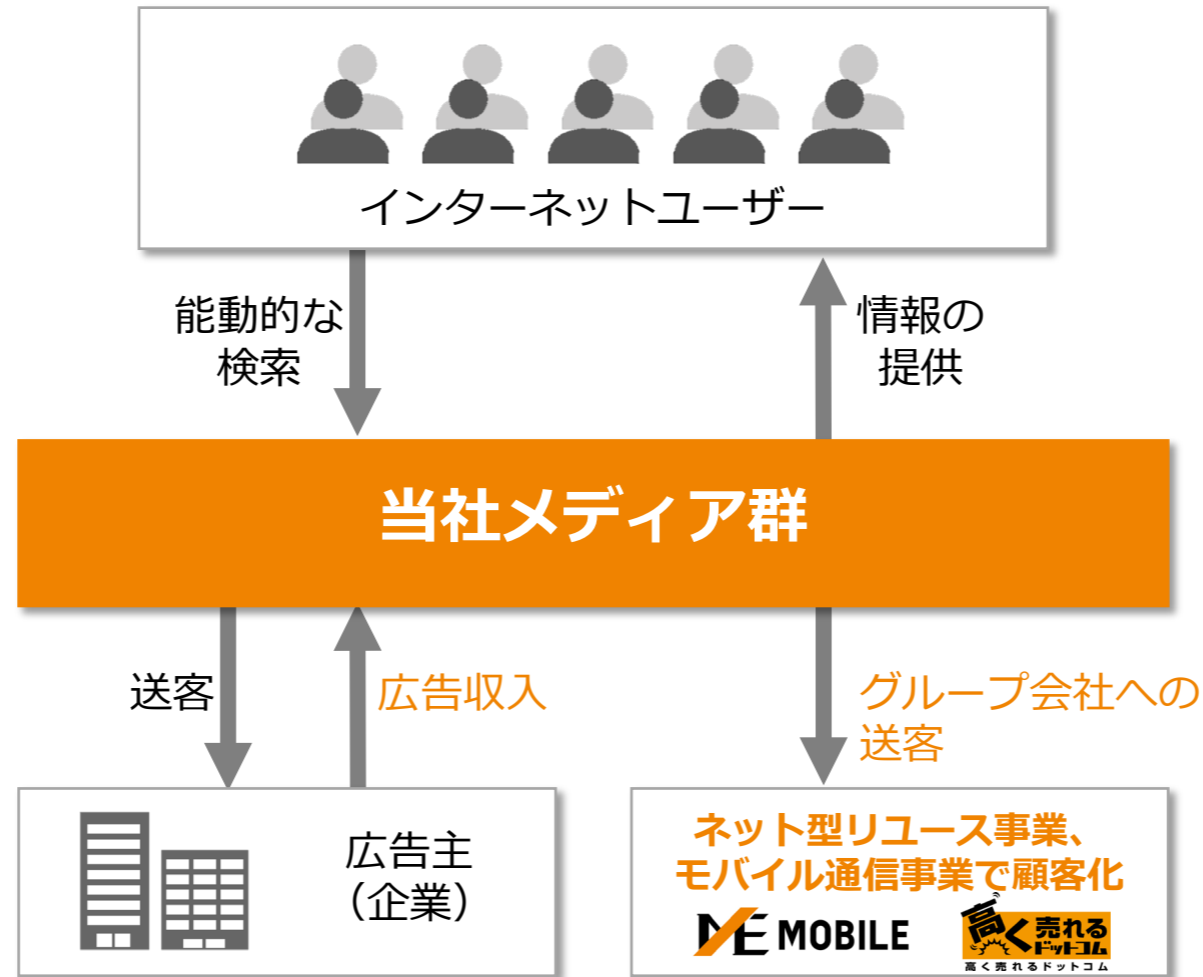 インターネットユーザー
能動的な
検索
情報の
提供
当社メディア群
送客
広告収入
グループ会社への
送客
広告主
（企業）
ネット型リユース事業、
モバイル通信事業で顧客化
ME MOBILE
高く売れる
ドットコム
高く売れるドットコム